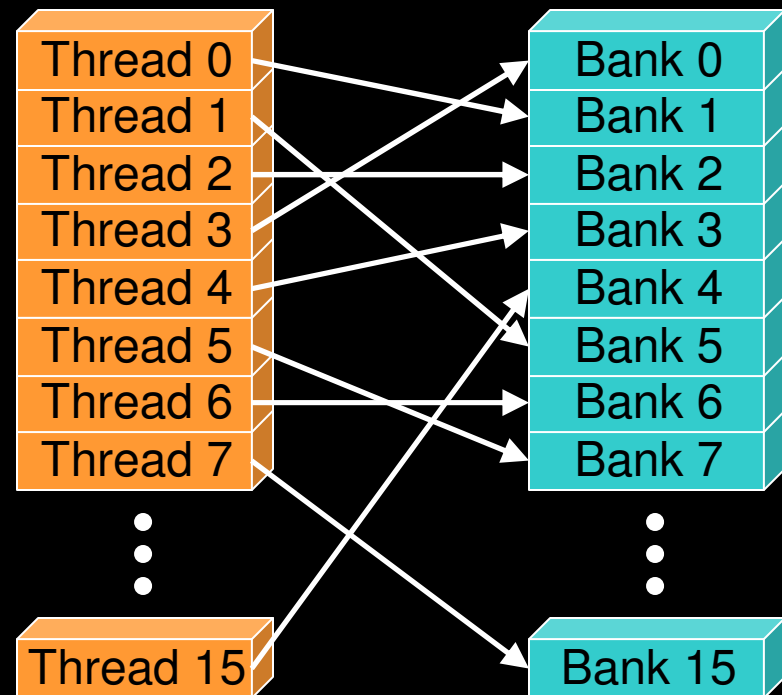 Thread 0
Thread 1
Thread 2
Thread 3
Thread 4
Thread 5
Thread 6
Thread 7
Thread 15
Bank 0
Bank 1
Bank 2
Bank 3
Bank 4
Bank 5
Bank 6
Bank 7
Bank 15